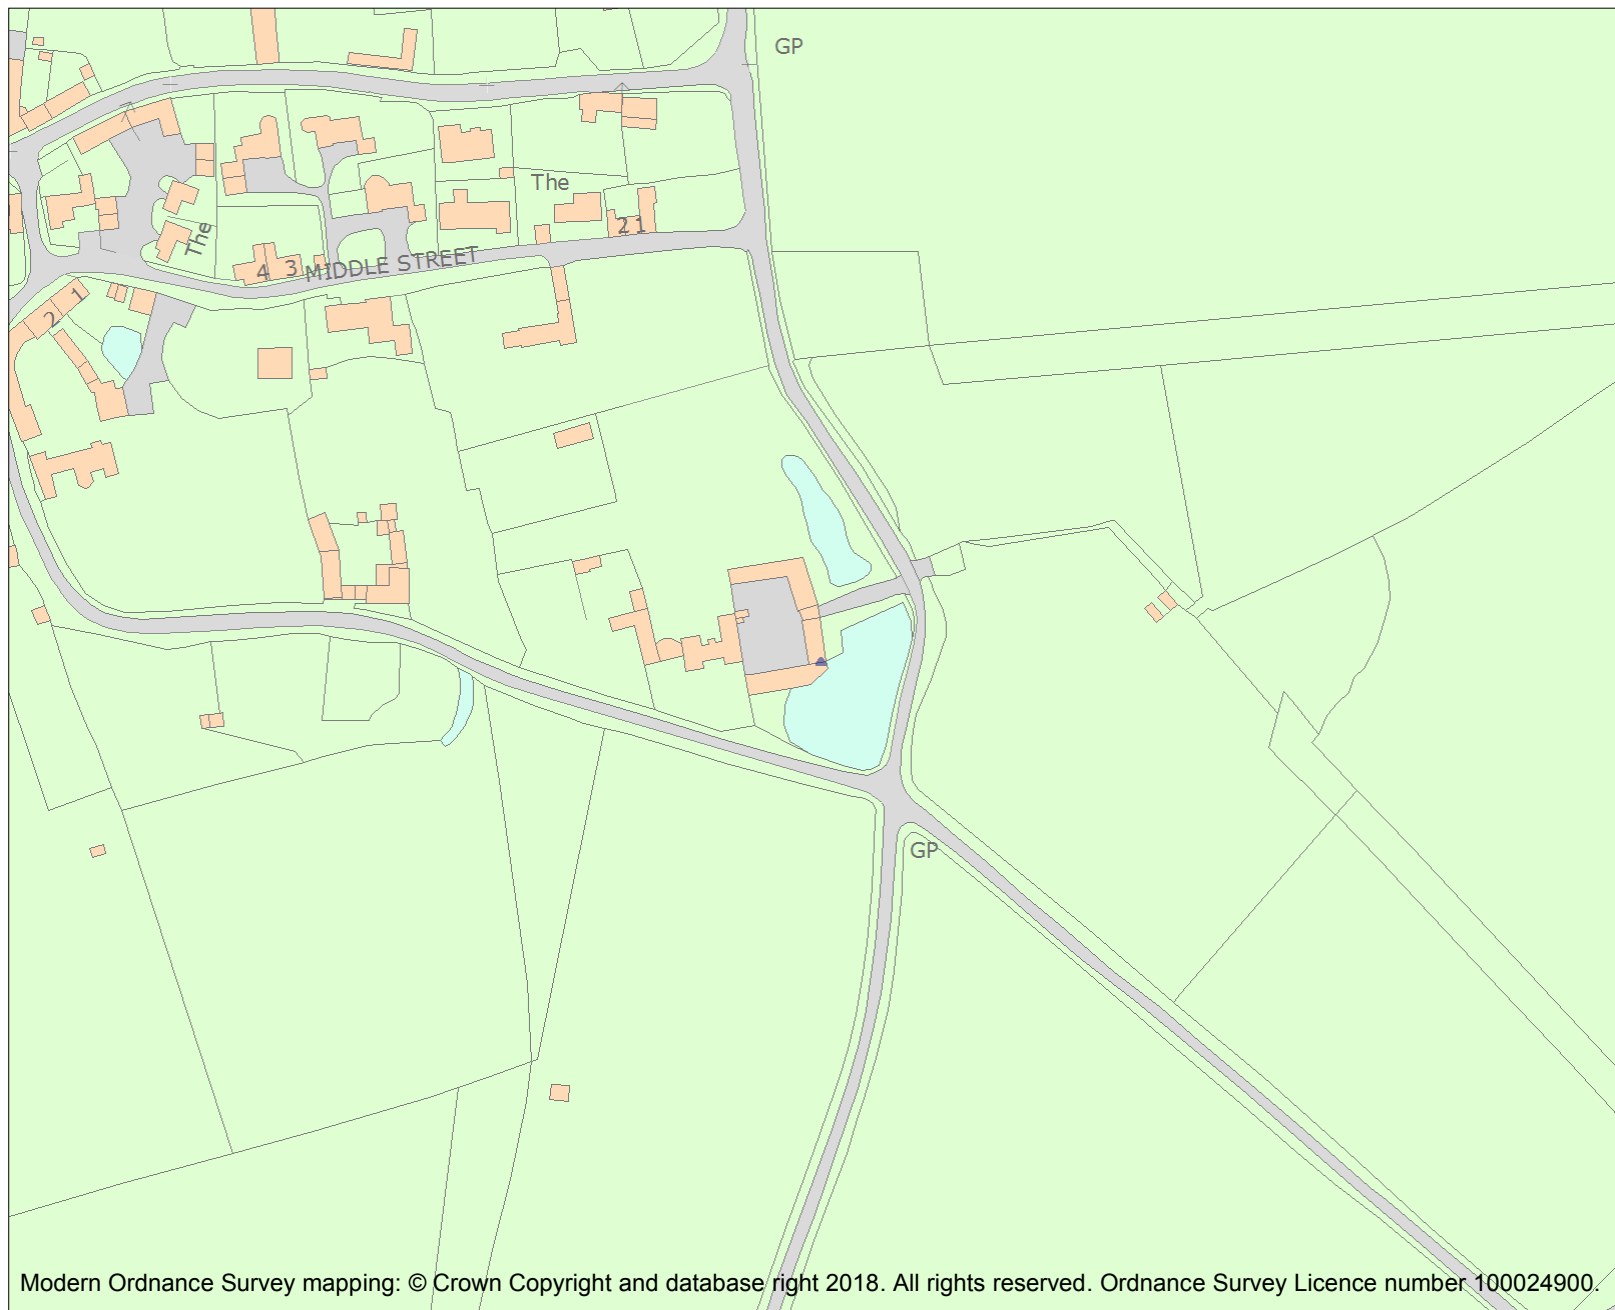 GP
The
2 1
The
MIDDLE STREET
4 3
1
2
GP
Modern Ordnance Survey mapping: © Crown Copyright and database right 2018. All rights reserved. Ordnance Survey Licence number 100024900.